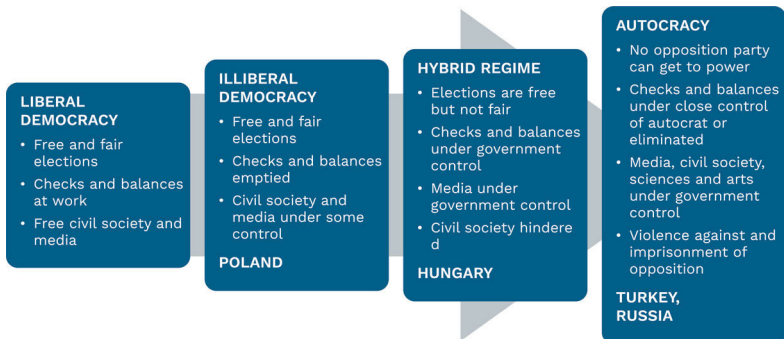 LIBERAL
DEMOCRACY
• Free and fair
elections
• Checks and balances
at work
• Free civil society and
media
ILLIBERAL
DEMOCRACY
• Free and fair
elections
• Checks and balances
emptied
• Civil society and
media under some
control
POLAND
HYBRID REGIME
• Elections are free
but not fair
• Checks and balances
under government
control
• Media under
government control
• Civil society hindere
d
HUNGARY
AUTOCRACY
• No opposition party
can get to power
• Checks and balances
under close control
of autocrat or
eliminated
• Media, civil society,
sciences and arts
under government
control
• Violence against and
imprisonment of
opposition
TURKEY,
RUSSIA